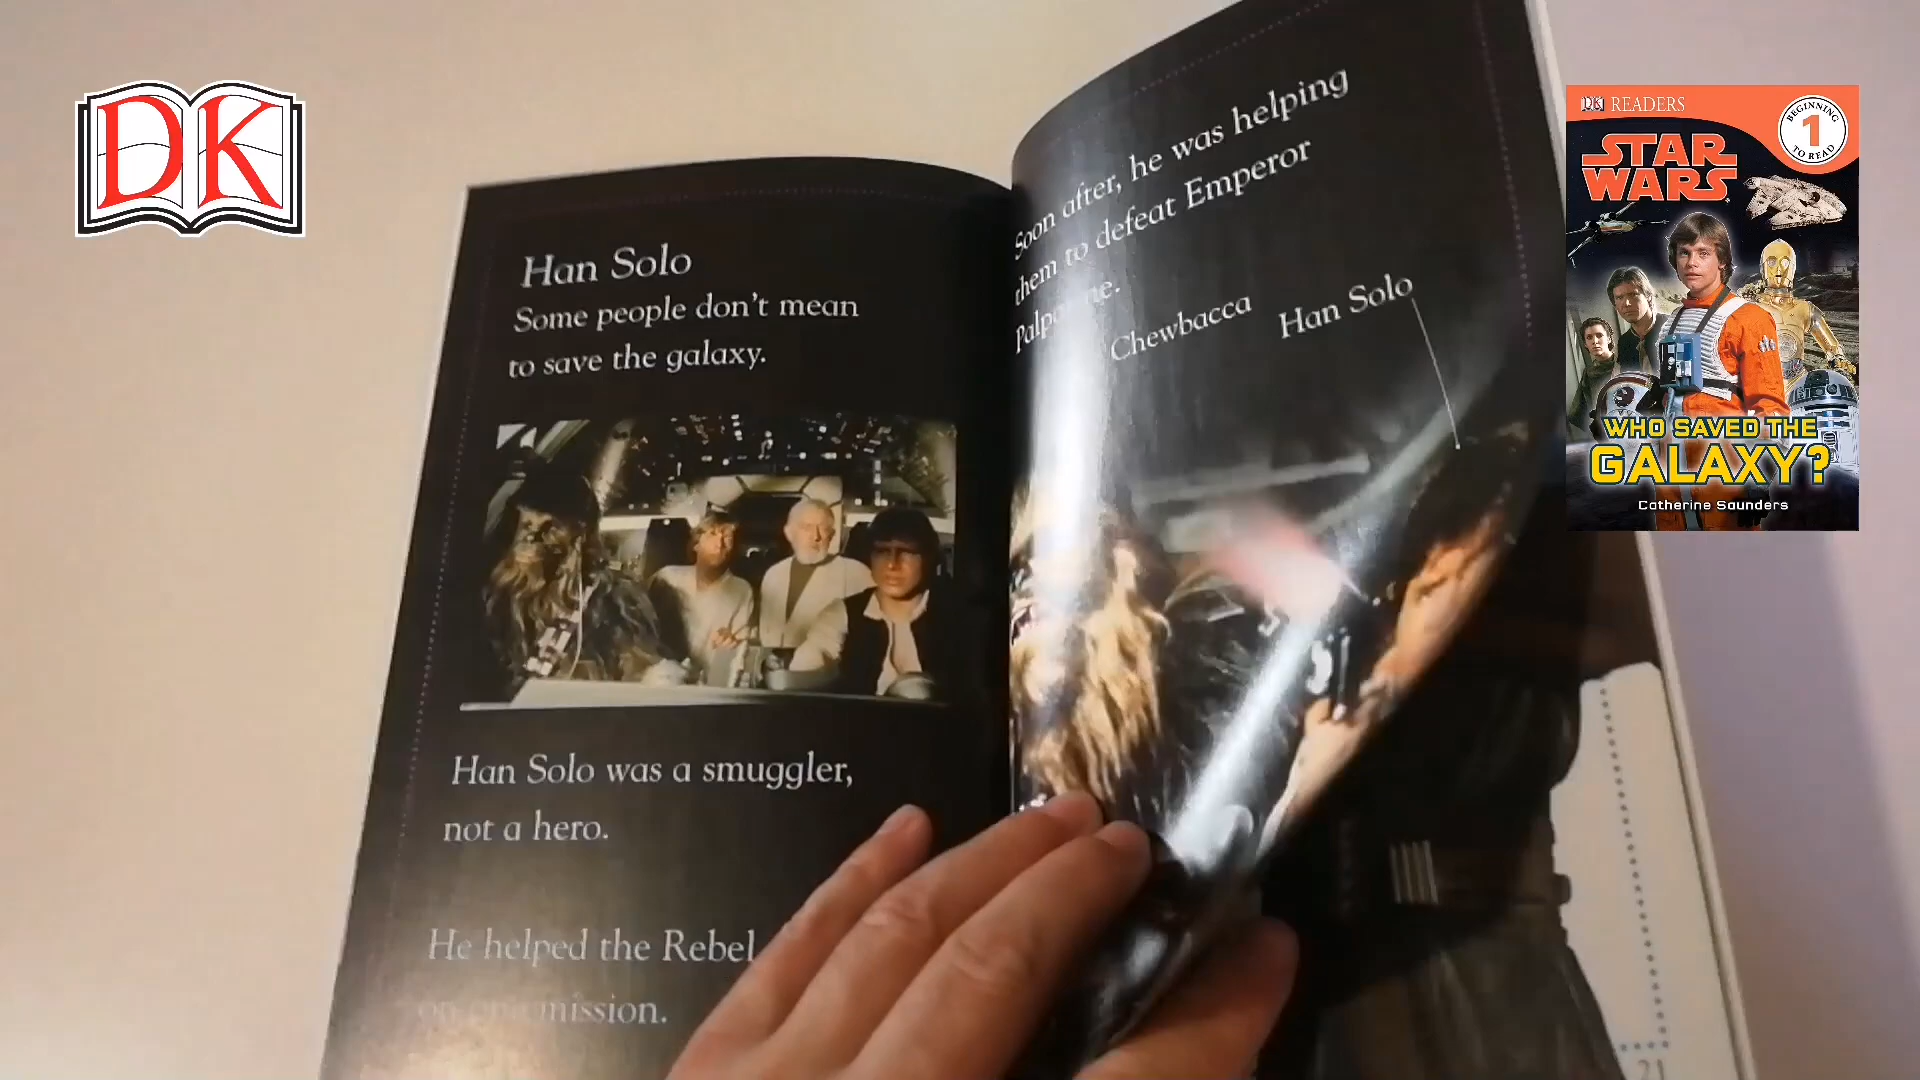 DK
Han Solo
Some people don't mean
to save the galaxy.
Han Solo was a smuggler,
not a hero.
He helped the Rebel
mission.
Soon after, he was helping
them to defeat Emperor
Chewbacca
Han Solo
21
DK READERS
BEGINNING
1
TO READ
STAR
WARS
WHO SAVED THE
GALAXY?
Catherine Saunders